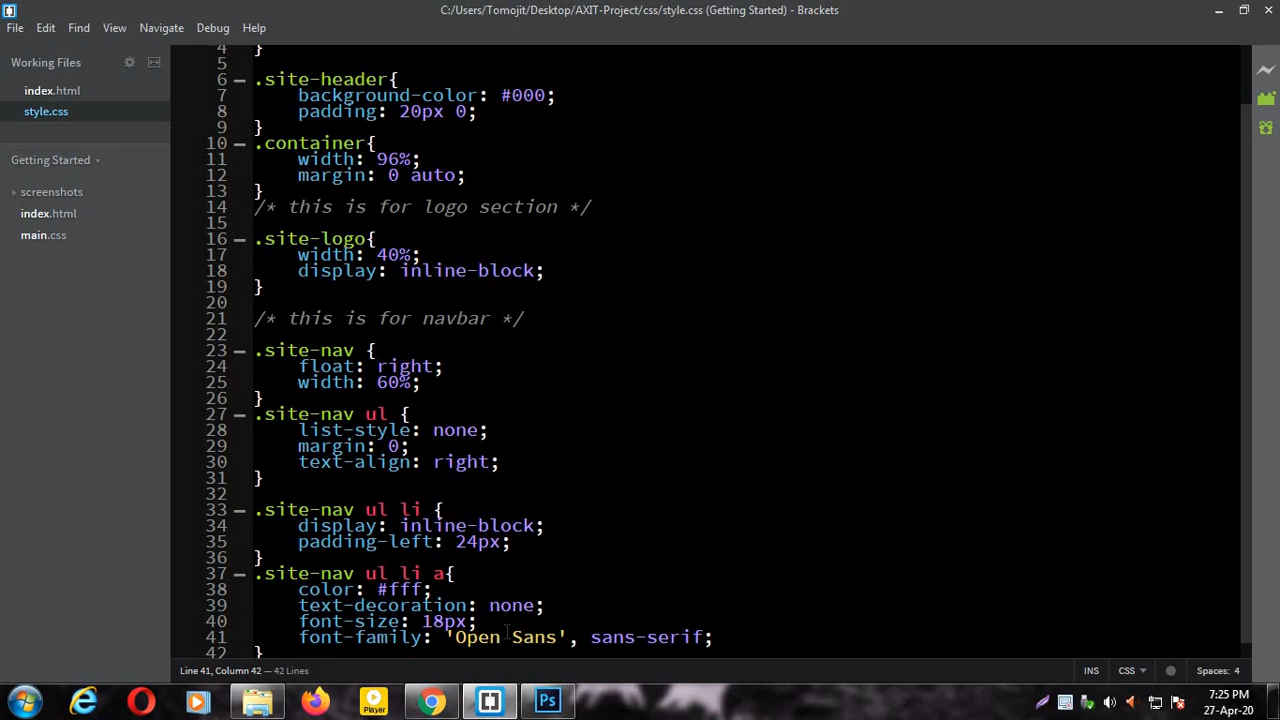 C:/Users/Tomojit/Desktop/AXIT-Project/css/style.css (Getting Started) - Brackets
File Edit Find View Navigate Debug Help
Working Files
index.html
style.css
Getting Started
screenshots
index.html
main.css
4 }
5
6 .site-header{
7 background-color: #000;
8 padding: 20px 0;
9 }
10 .container{
11 width: 96%;
12 margin: 0 auto;
13 }
14 /* this is for logo section */
15
16 .site-logo{
17 width: 40%;
18 display: inline-block;
19 }
20
21 /* this is for navbar */
22
23 .site-nav {
24 float: right;
25 width: 60%;
26 }
27 .site-nav ul {
28 list-style: none;
29 margin: 0;
30 text-align: right;
31 }
32
33 .site-nav ul li {
34 display: inline-block;
35 padding-left: 24px;
36 }
37 .site-nav ul li a{
38 color: #fff;
39 text-decoration: none;
40 font-size: 18px;
41 font-family: 'Open Sans', sans-serif;
42 }
Line 41, Column 42 — 42 Lines
INS CSS Spaces: 4
Player
Ps
7:25 PM
27-Apr-20